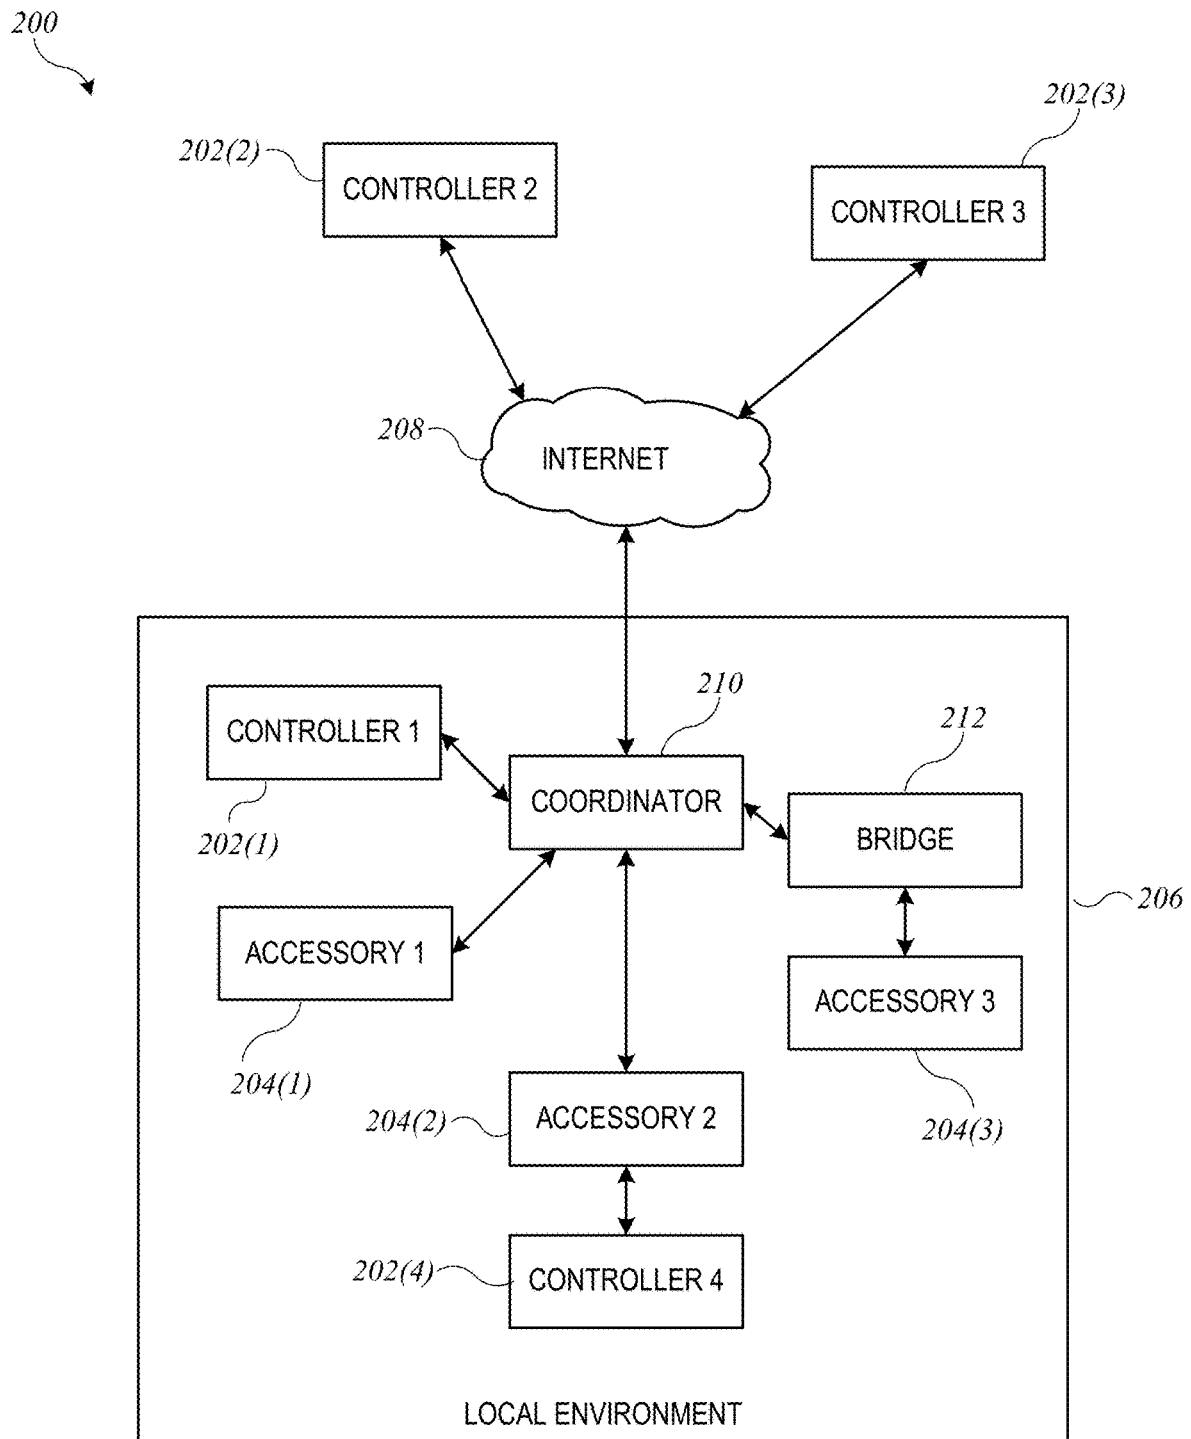 200
202(3)
202(2)
CONTROLLER 2
CONTROLLER 3
208
INTERNET
210
CONTROLLER 1
212
COORDINATOR
202(1)
BRIDGE
206
ACCESSORY 1
ACCESSORY 3
204(1)
204(2)
ACCESSORY 2
204(3)
202(4)
CONTROLLER 4
LOCAL ENVIRONMENT